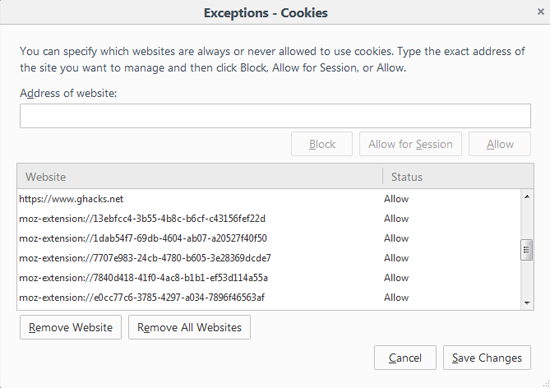 Exceptions - Cookies
You can specify which websites are always or never allowed to use cookies. Type the exact address of
the site you want to manage and then click Block, Allow for Session, or Allow.
Address of website:
Block Allow for Session Allow
Website Status
https://www.ghacks.net Allow
moz-extension://13ebfcc4-3b55-4b8c-b6cf-c43156fef22d Allow
moz-extension://1dab54f7-69db-4604-ab07-a20527f40f50 Allow
moz-extension://7707e983-24cb-4780-b605-3e28369dcde7 Allow
moz-extension://7840d418-41f0-4ac8-b1b1-ef53d114a55a Allow
moz-extension://e0cc77c6-3785-4297-a034-7896f46563af Allow
Remove Website Remove All Websites
Cancel Save Changes